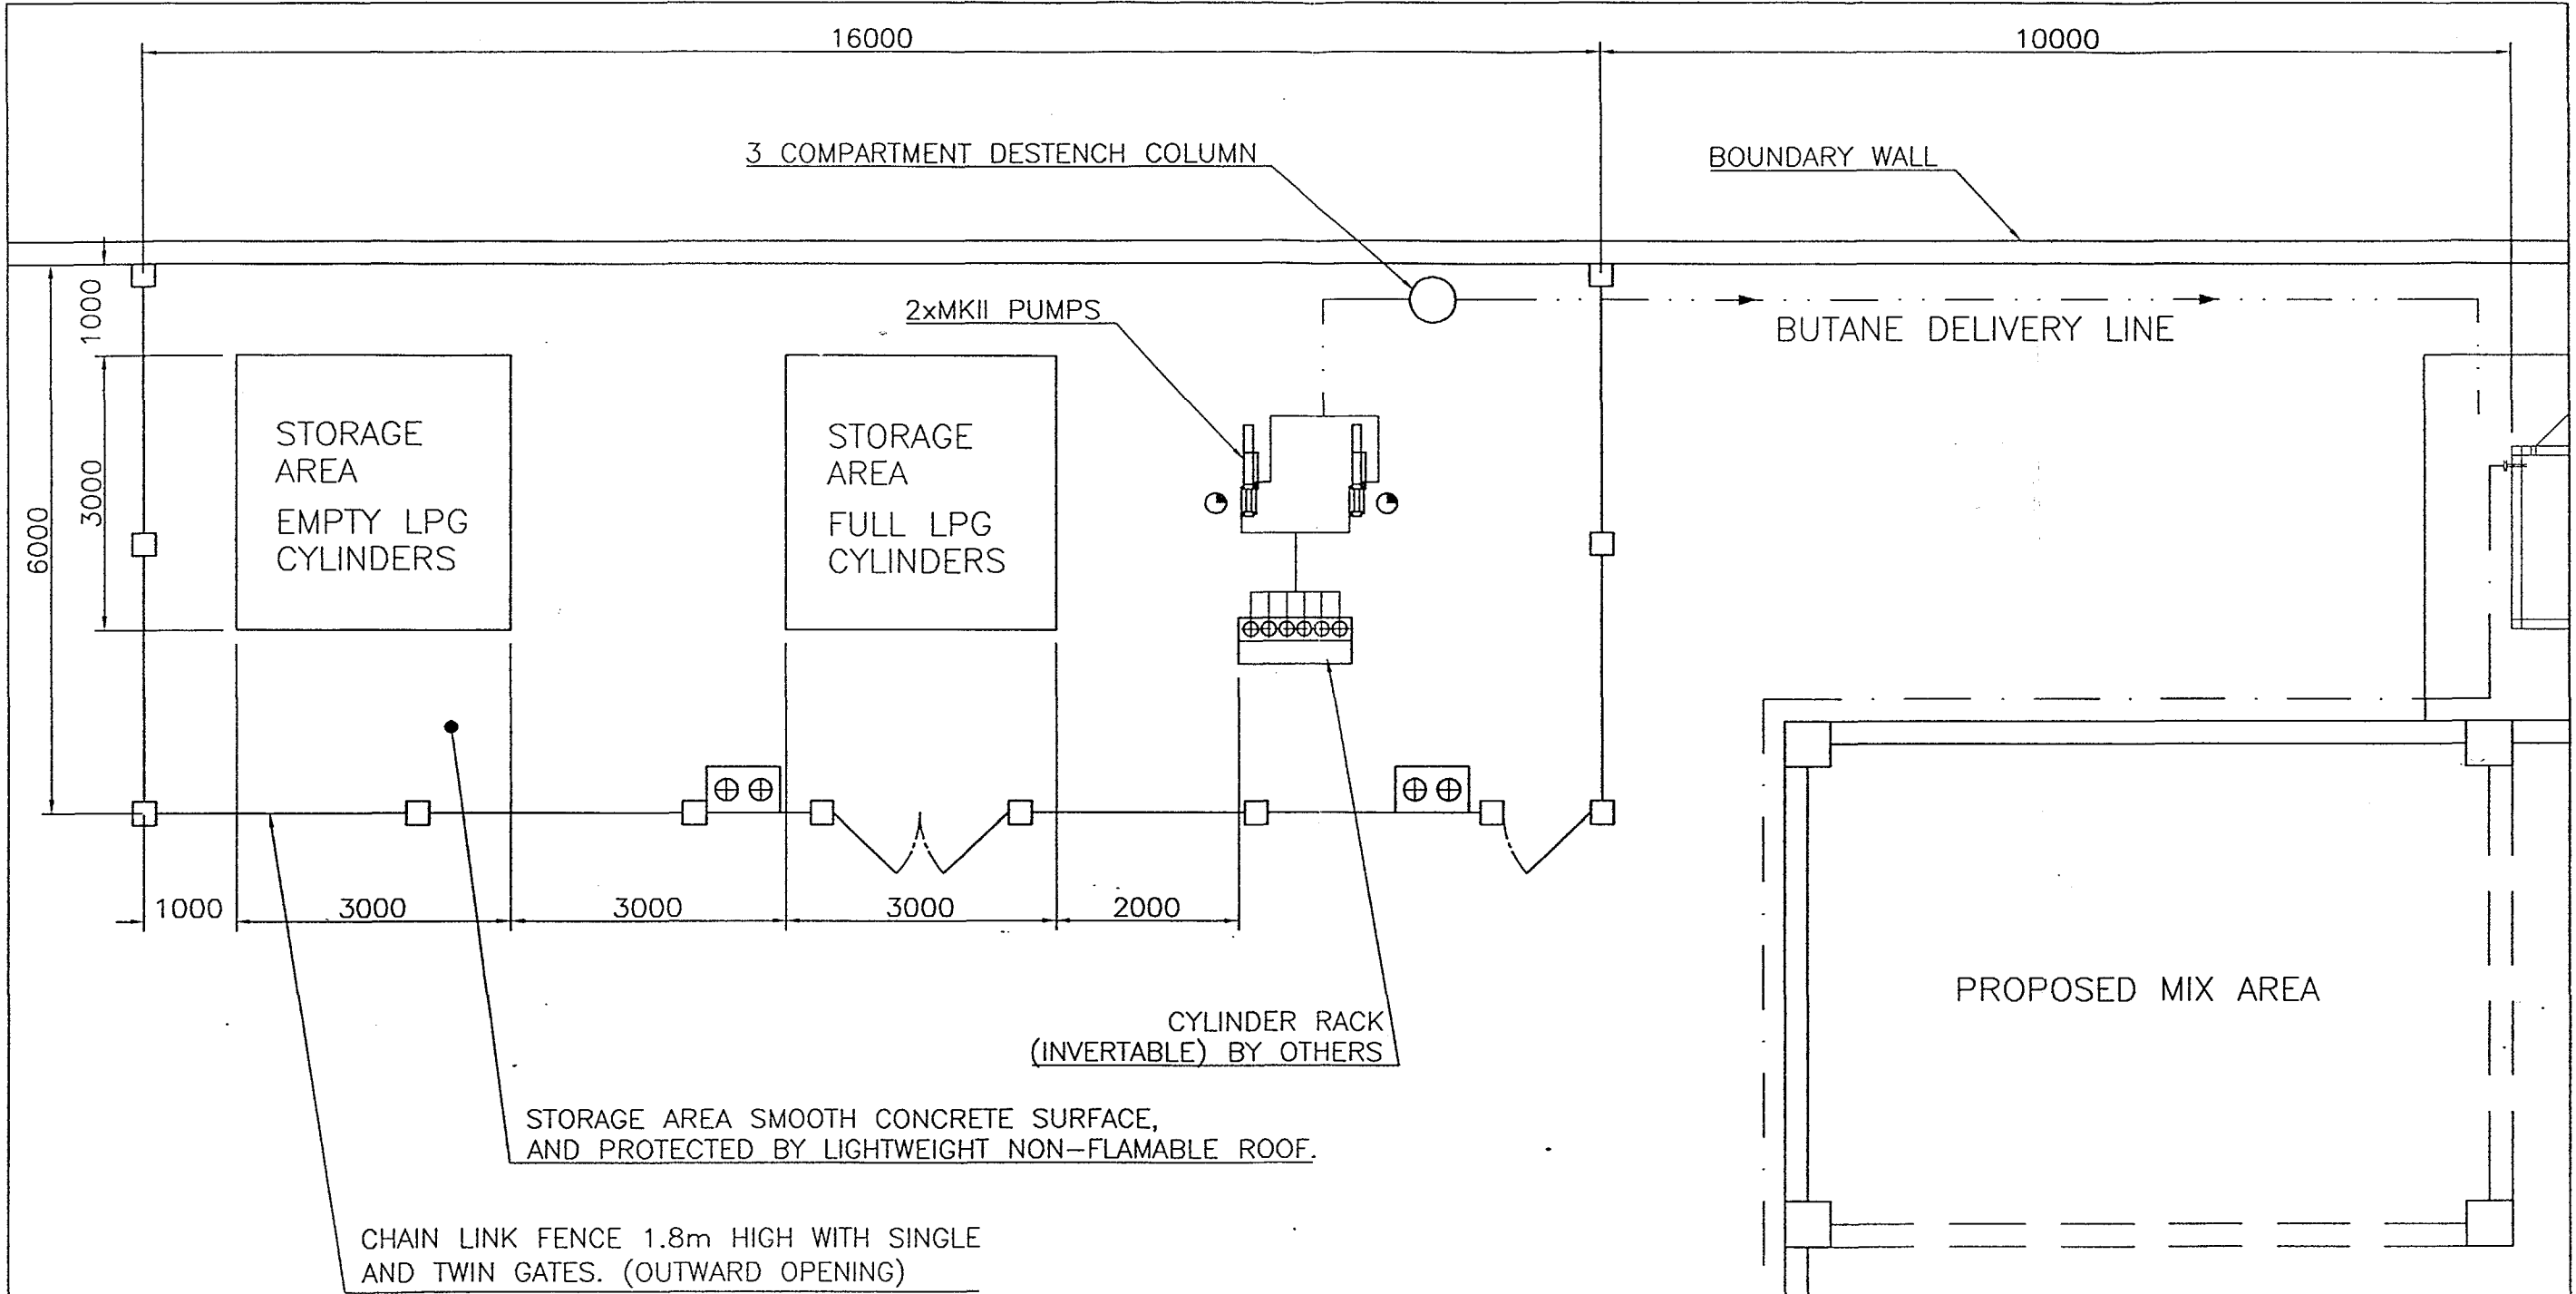 16000
10000
3 COMPARTMENT DESTENCH COLUMN
BOUNDARY WALL
1000
2xMKII PUMPS
BUTANE DELIVERY LINE
6000
3000
STORAGE
AREA
EMPTY LPG
CYLINDERS
STORAGE
AREA
FULL LPG
CYLINDERS
1000
3000
3000
3000
2000
PROPOSED MIX AREA
CYLINDER RACK
(INVERTABLE) BY OTHERS
STORAGE AREA SMOOTH CONCRETE SURFACE,
AND PROTECTED BY LIGHTWEIGHT NON-FLAMABLE ROOF.
CHAIN LINK FENCE 1.8m HIGH WITH SINGLE
AND TWIN GATES. (OUTWARD OPENING)